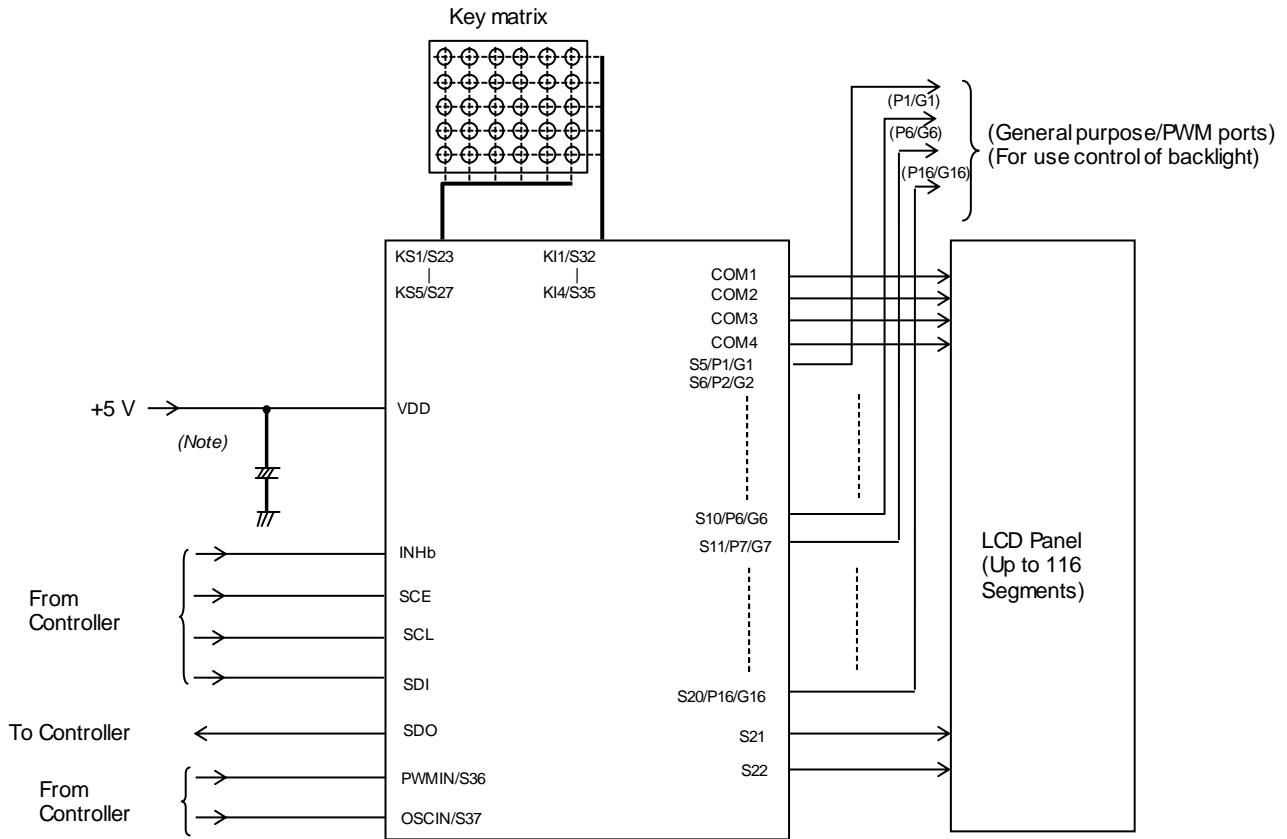 Key matrix
(P1/G1)
(P6/G6)
(P16/G16)
(General purpose/PWM ports)
(For use control of backlight)
KS1/S23
|
KS5/S27
KI1/S32
|
KI4/S35
COM1
COM2
COM3
COM4
S5/P1/G1
S6/P2/G2
+5 V
(Note)
VDD
S10/P6/G6
S11/P7/G7
LCD Panel
(Up to 116
Segments)
From
Controller
INHb
SCE
SCL
SDI
S20/P16/G16
To Controller
SDO
S21
S22
From
Controller
PWMIN/S36
OSCIN/S37